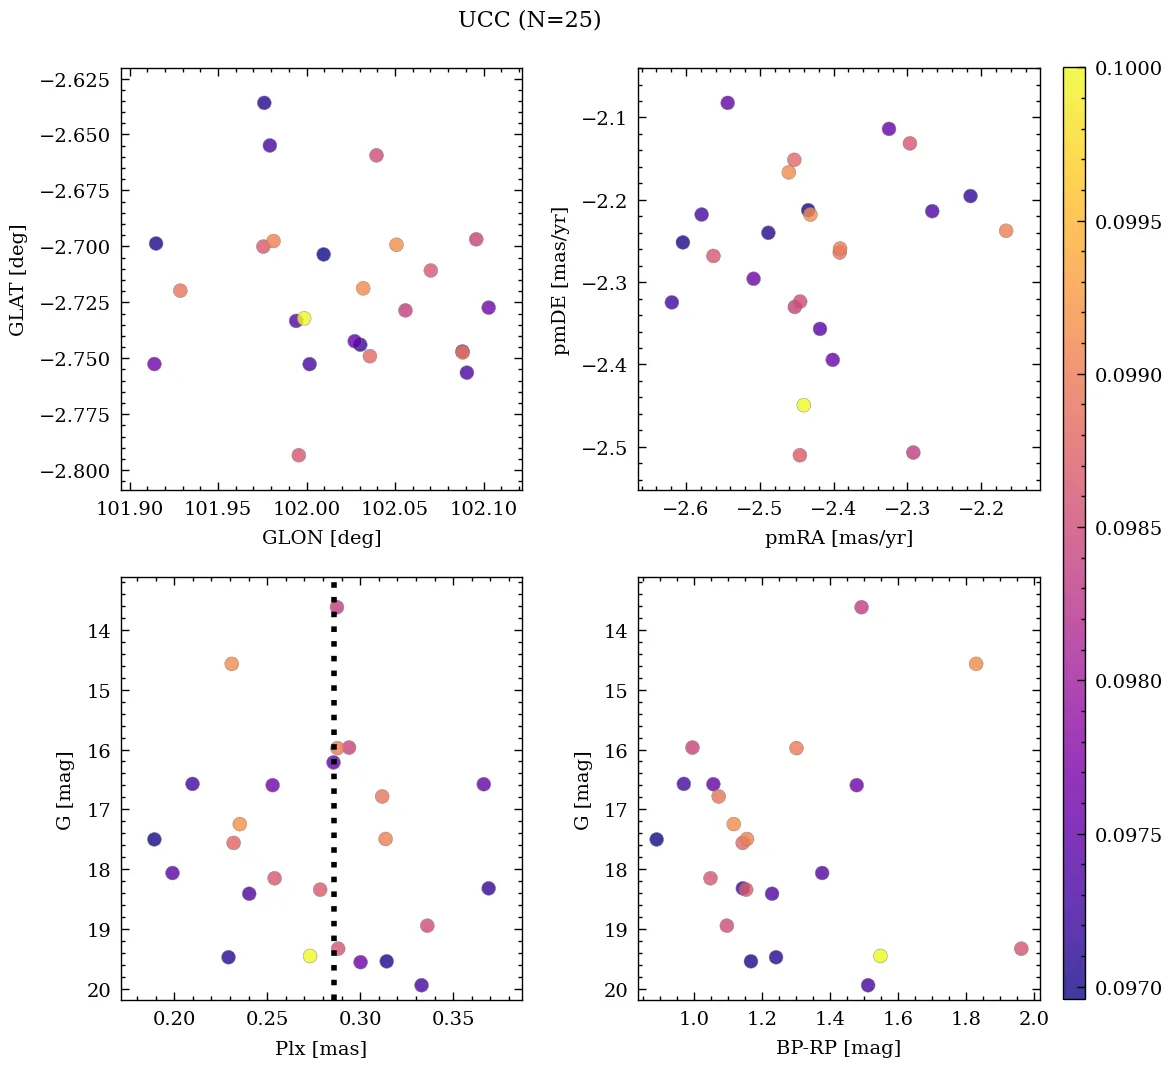 UCC (N=25)
−2.625
−2.650
−2.675
−2.700
−2.725
−2.750
−2.775
−2.800
GLAT [deg]
101.90 101.95 102.00 102.05 102.10
GLON [deg]
−2.1
−2.2
−2.3
−2.4
−2.5
pmDE [mas/yr]
−2.6 −2.5 −2.4 −2.3 −2.2
pmRA [mas/yr]
14
15
16
17
18
19
20
G [mag]
0.20 0.25 0.30 0.35
Plx [mas]
14
15
16
17
18
19
20
G [mag]
1.0 1.2 1.4 1.6 1.8 2.0
BP-RP [mag]
0.1000
0.0995
0.0990
0.0985
0.0980
0.0975
0.0970